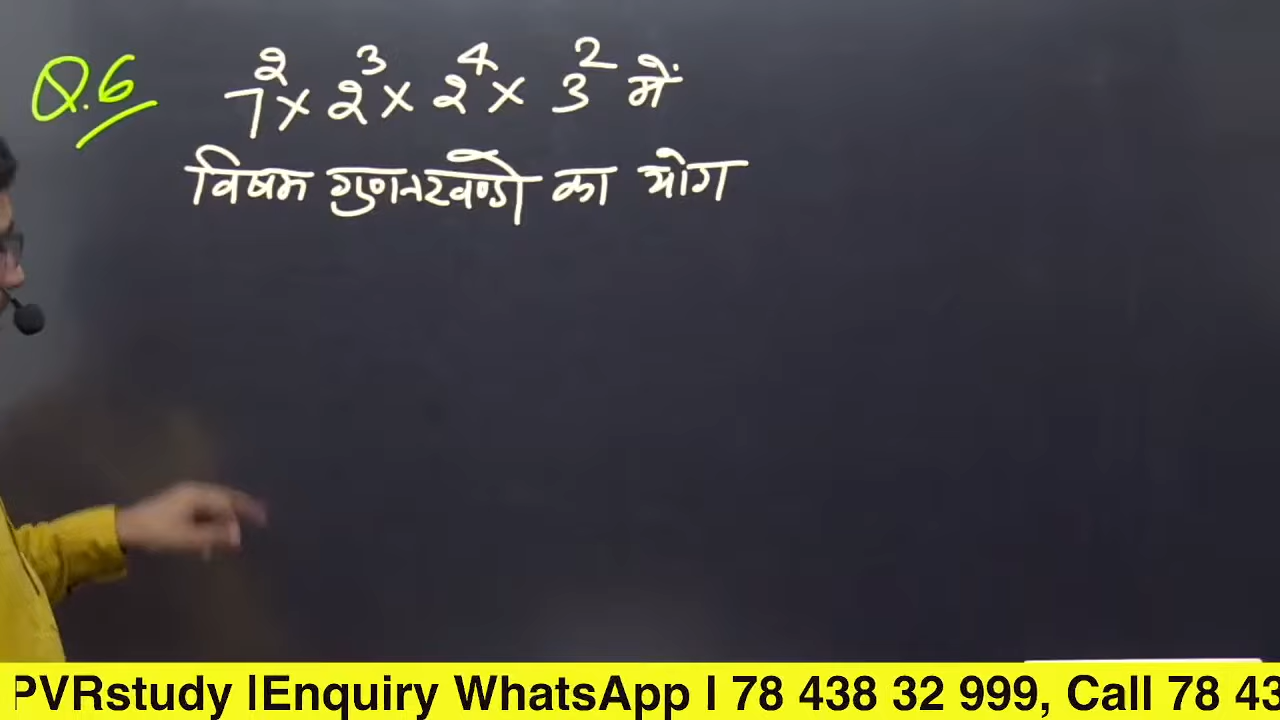 Q.6 7² × 2³ × 2⁴ × 3² में
विषम गुणनखण्डो का योग
PVRstudy |Enquiry WhatsApp | 78 438 32 999, Call 78 43